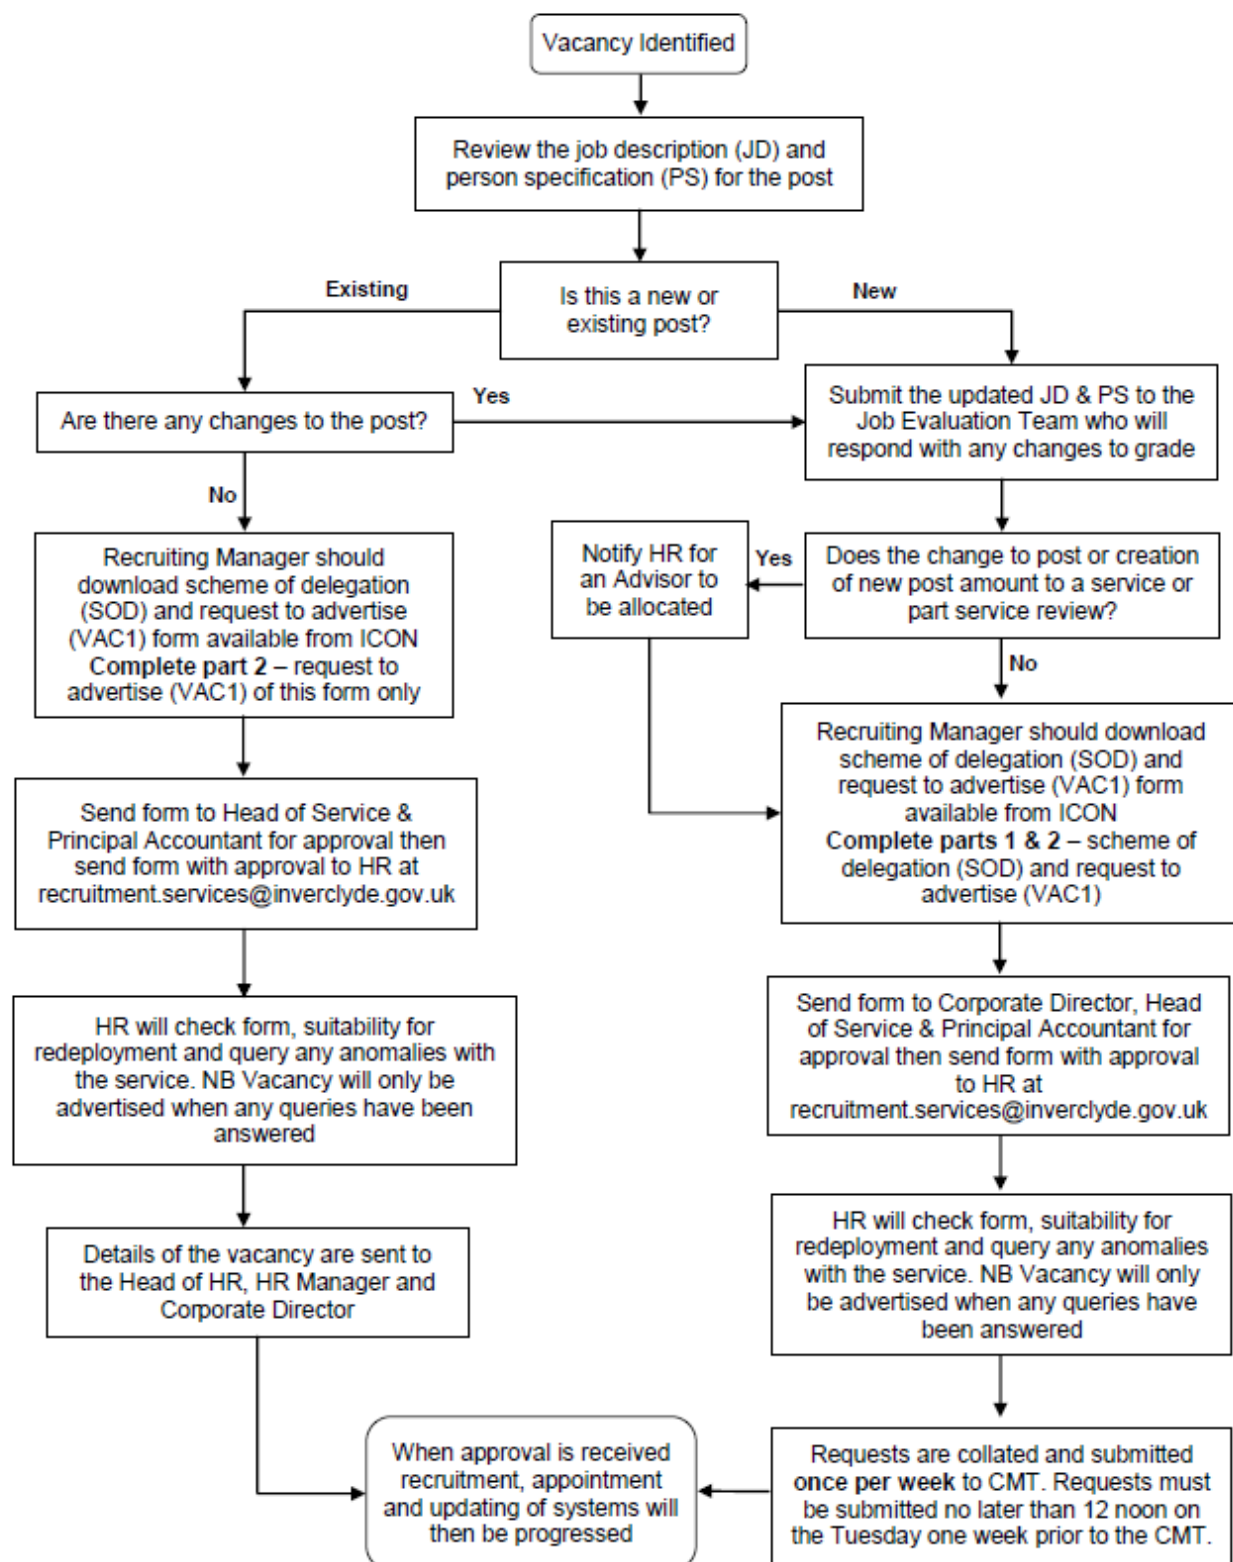 Vacancy Identified
Review the job description (JD) and
person specification (PS) for the post
Is this a new or
existing post?
Existing
New
Are there any changes to the post?
Yes
Submit the updated JD & PS to the
Job Evaluation Team who will
respond with any changes to grade
No
Recruiting Manager should
download scheme of delegation
(SOD) and request to advertise
(VAC1) form available from ICON
Complete part 2 – request to
advertise (VAC1) of this form only
Notify HR for
an Advisor to
be allocated
Yes
Does the change to post or creation
of new post amount to a service or
part service review?
No
Recruiting Manager should download
scheme of delegation (SOD) and
request to advertise (VAC1) form
available from ICON
Complete parts 1 & 2 – scheme of
delegation (SOD) and request to
advertise (VAC1)
Send form to Head of Service &
Principal Accountant for approval then
send form with approval to HR at
recruitment.services@inverclyde.gov.uk
Send form to Corporate Director, Head
of Service & Principal Accountant for
approval then send form with approval
to HR at
recruitment.services@inverclyde.gov.uk
HR will check form, suitability for
redeployment and query any anomalies with
the service. NB Vacancy will only be
advertised when any queries have been
answered
HR will check form, suitability for
redeployment and query any anomalies
with the service. NB Vacancy will only
be advertised when any queries have
been answered
Details of the vacancy are sent to
the Head of HR, HR Manager and
Corporate Director
When approval is received
recruitment, appointment
and updating of systems will
then be progressed
Requests are collated and submitted
once per week to CMT. Requests must
be submitted no later than 12 noon on
the Tuesday one week prior to the CMT.